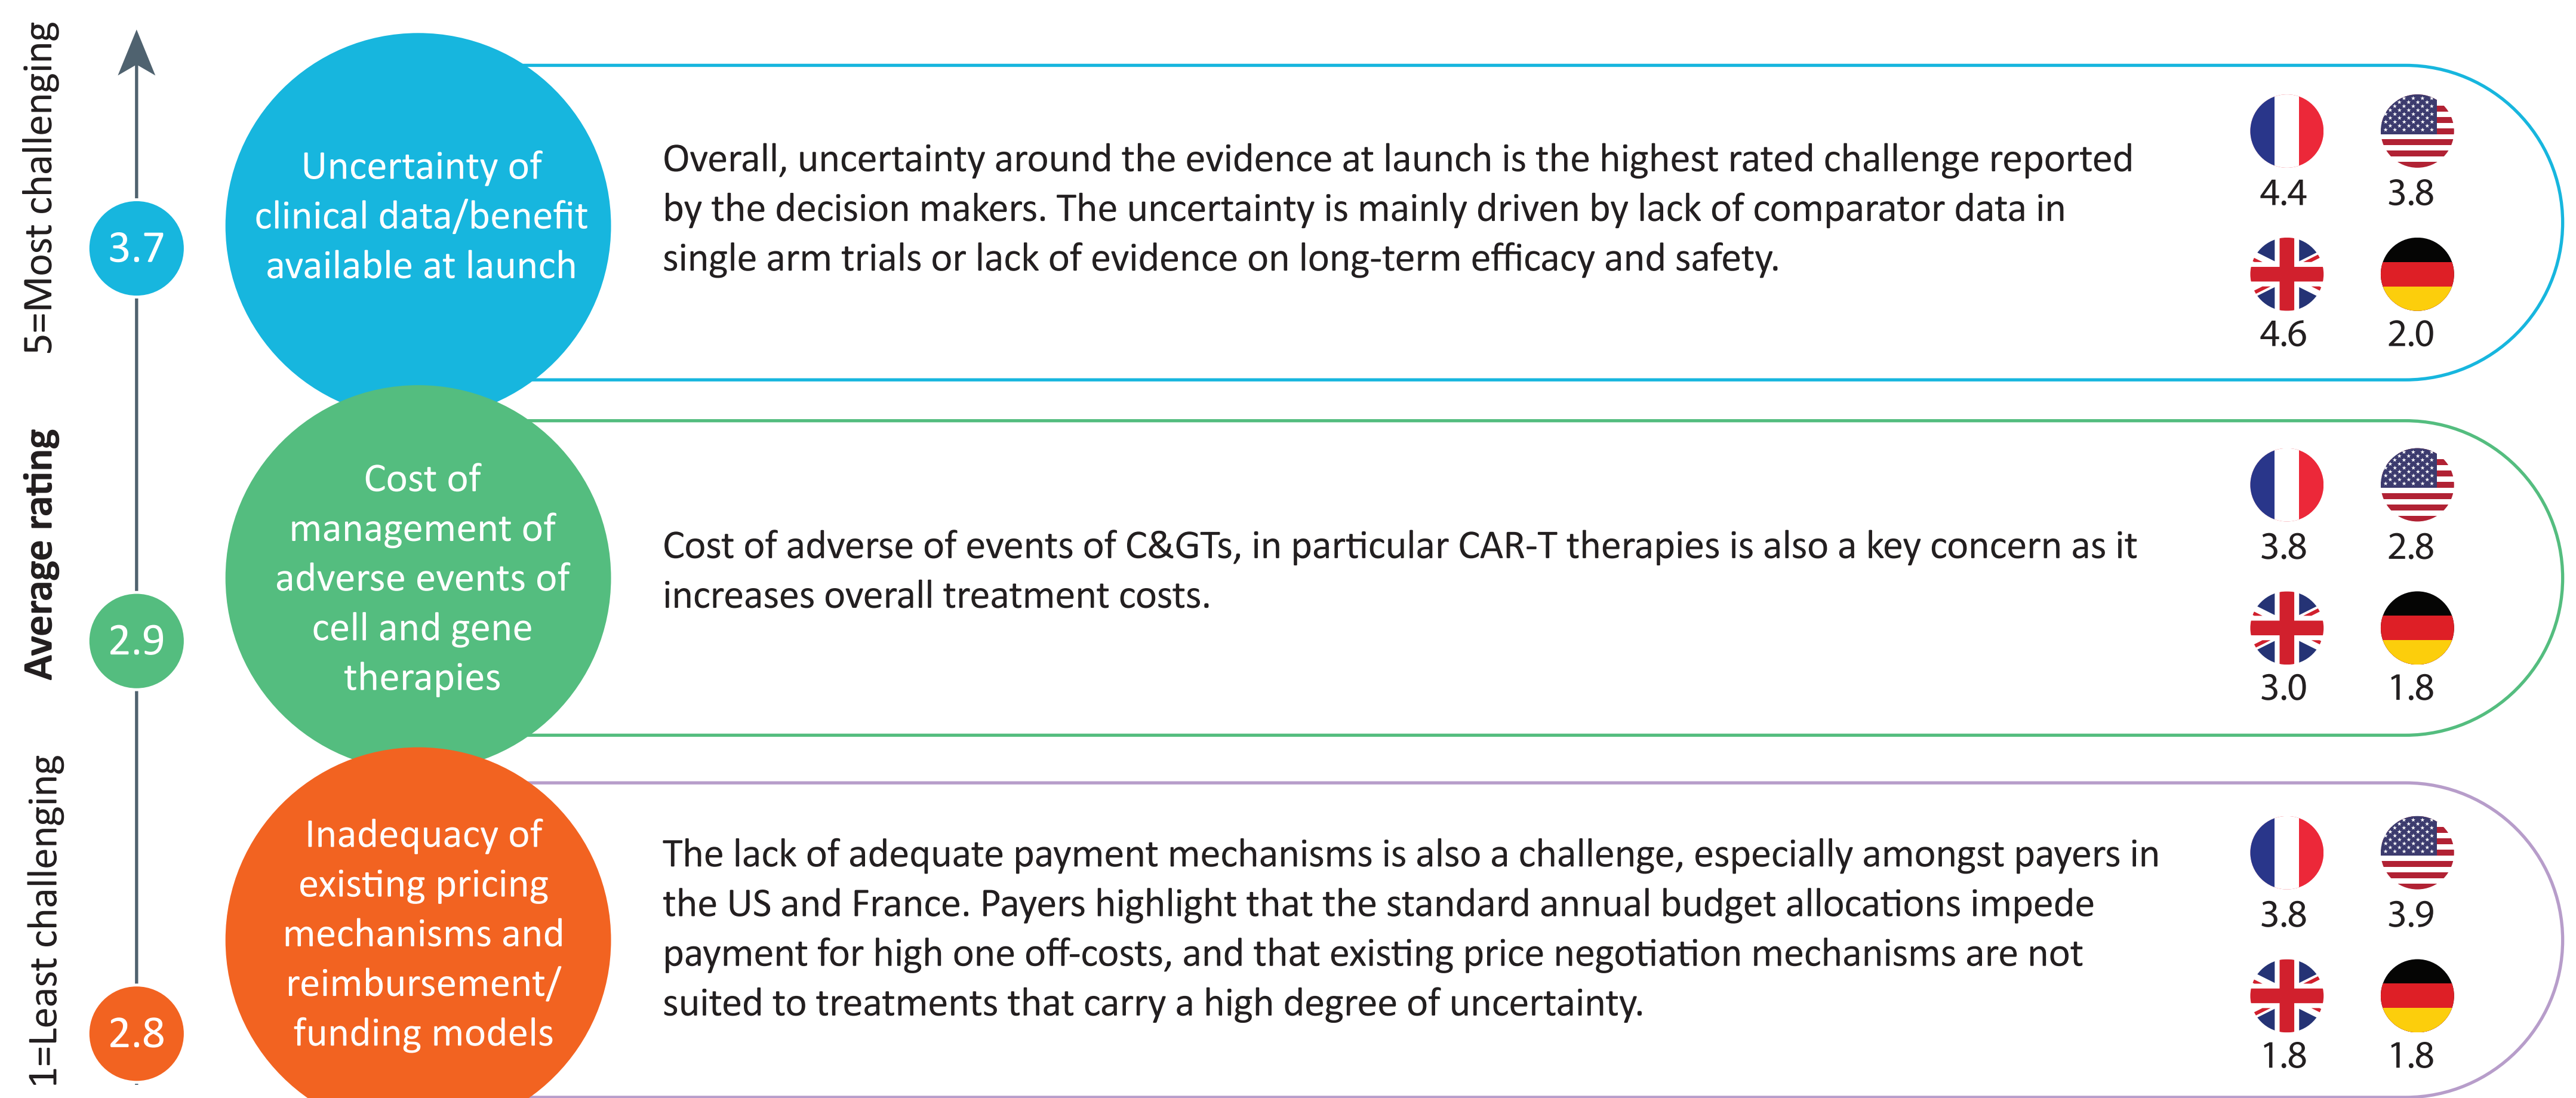 5=Most challenging
Average rating
1=Least challenging
3.7
Uncertainty of
clinical data/benefit
available at launch
Overall, uncertainty around the evidence at launch is the highest rated challenge reported
by the decision makers. The uncertainty is mainly driven by lack of comparator data in
single arm trials or lack of evidence on long-term efficacy and safety.
4.4 3.8
4.6 2.0
2.9
Cost of
management of
adverse events of
cell and gene
therapies
Cost of adverse of events of C&GTs, in particular CAR-T therapies is also a key concern as it
increases overall treatment costs.
3.8 2.8
3.0 1.8
2.8
Inadequacy of
existing pricing
mechanisms and
reimbursement/
funding models
The lack of adequate payment mechanisms is also a challenge, especially amongst payers in
the US and France. Payers highlight that the standard annual budget allocations impede
payment for high one off-costs, and that existing price negotiation mechanisms are not
suited to treatments that carry a high degree of uncertainty.
3.8 3.9
1.8 1.8